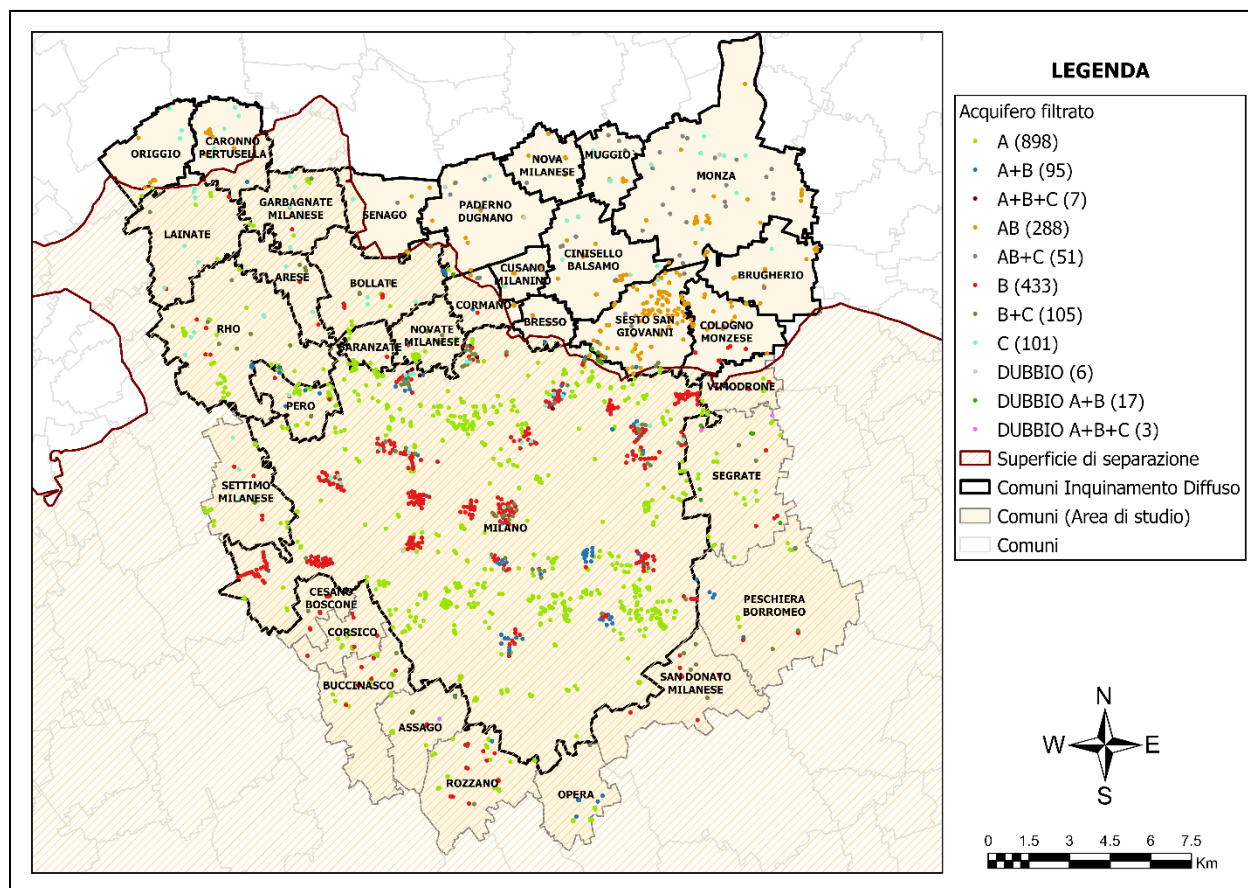 ORIGGIO
CARONNO
PERTUSELLA
LAINATE
GARBAGNATE
MILANESE
SENAGO
PADERNO
DUGNANO
NOVA
MILANESE
MUGGIÒ
MONZA
ARESE
BOLLATE
CINISELLO
BALSAMO
CUSANO
MILANINO
CORMANO
BRESSO
BRUGHERIO
SESTO SAN
GIOVANNI
COLOGNO
MONZESE
RHO
BARANZATE
NOVATE
MILANESE
PERO
VIMODRONE
SEGRATE
SETTIMO
MILANESE
MILANO
CESANO
BOSCONE
CORSICO
PESCHIERA
BORROMEO
BUCCINASCO
SAN DONATO
MILANESE
ASSAGO
ROZZANO
OPERA
LEGENDA
Acquifero filtrato
A (898)
A+B (95)
A+B+C (7)
AB (288)
AB+C (51)
B (433)
B+C (105)
C (101)
DUBBIO (6)
DUBBIO A+B (17)
DUBBIO A+B+C (3)
Superficie di separazione
Comuni Inquinamento Diffuso
Comuni (Area di studio)
Comuni
N
W E
S
0 1.5 3 4.5 6 7.5
Km